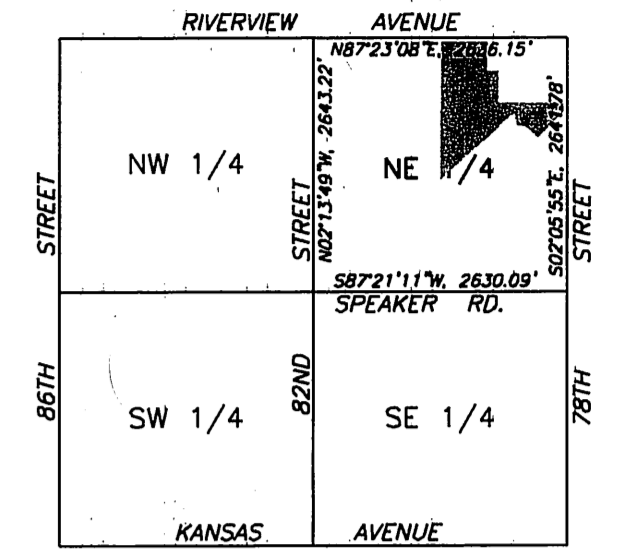 RIVERVIEW AVENUE
N87°23'08"E, 2636.15'
NW 1/4
NE 1/4
N02°13'49"W, -2643.22'
S02°05'55"E,
STREET
STREET
STREET
S87°21'11"W, 2630.09'
SPEAKER RD.
86TH
82ND
78TH
SW 1/4
SE 1/4
KANSAS AVENUE